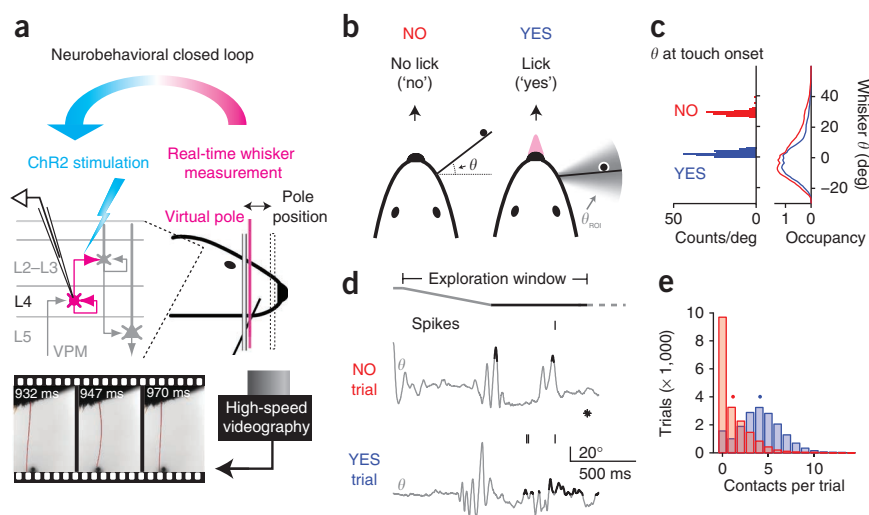 a
Neurobehavioral closed loop
ChR2 stimulation
Real-time whisker
measurement
Virtual pole
Pole
position
L2–L3
L4
L5
VPM
932 ms
947 ms
970 ms
High-speed
videography
b
NO
YES
No lick
('no')
Lick
('yes')
θ
θROI
c
θ at touch onset
NO
YES
50
0
Counts/deg
1
0
Occupancy
40
20
0
−20
Whisker θ (deg)
d
Exploration window
Spikes
θ
NO
trial
*
YES
trial
θ
20°
500 ms
e
10
8
6
4
2
0
Trials (× 1,000)
0
5
10
Contacts per trial